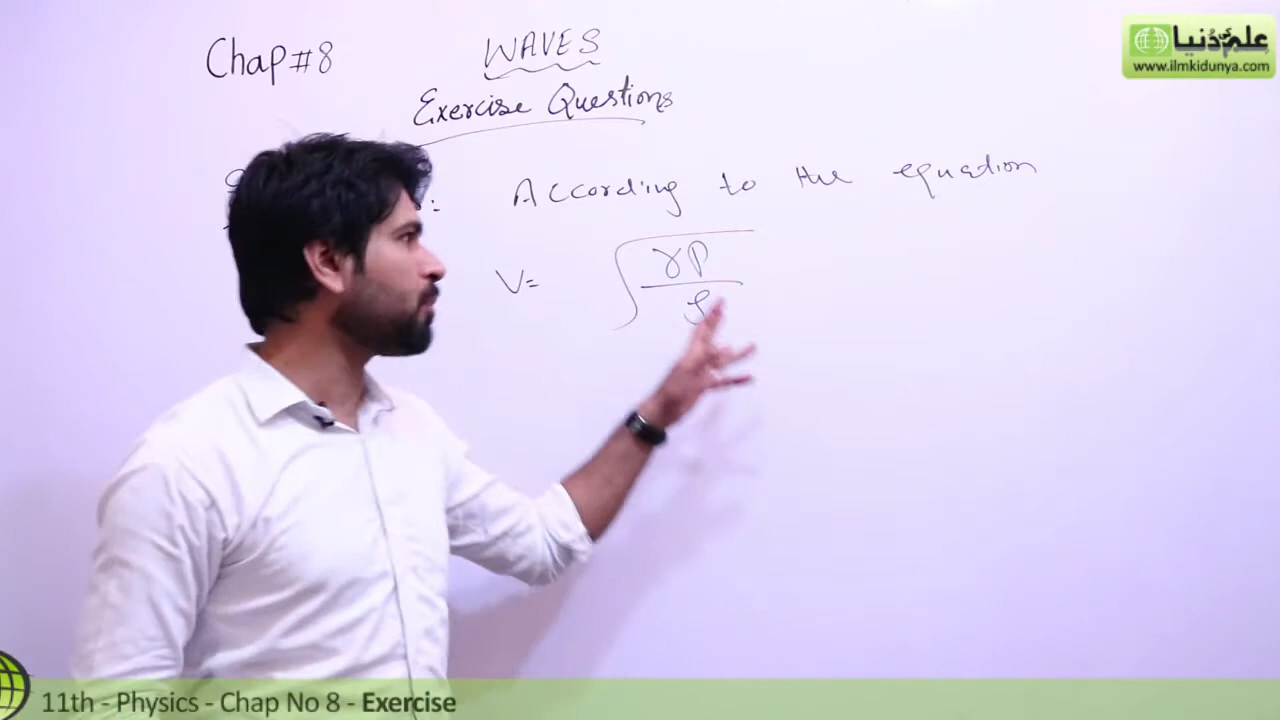 Chap#8
WAVES
Exercise Questions
According to the equation
V= √γP/ρ
علم کی دُنیا
www.ilmkidunya.com
11th - Physics - Chap No 8 - Exercise